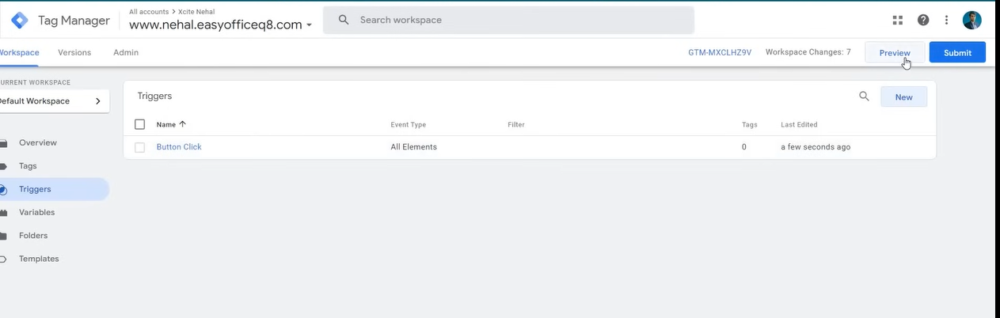 Tag Manager
All accounts > Xcite Nehal
www.nehal.easyofficeq8.com
Search workspace
Workspace Versions Admin
GTM-MXCLHZ9V Workspace Changes: 7 Preview Submit
CURRENT WORKSPACE
Default Workspace
Overview
Tags
Triggers
Variables
Folders
Templates
Triggers
New
Name Event Type Filter Tags Last Edited
Button Click All Elements 0 a few seconds ago